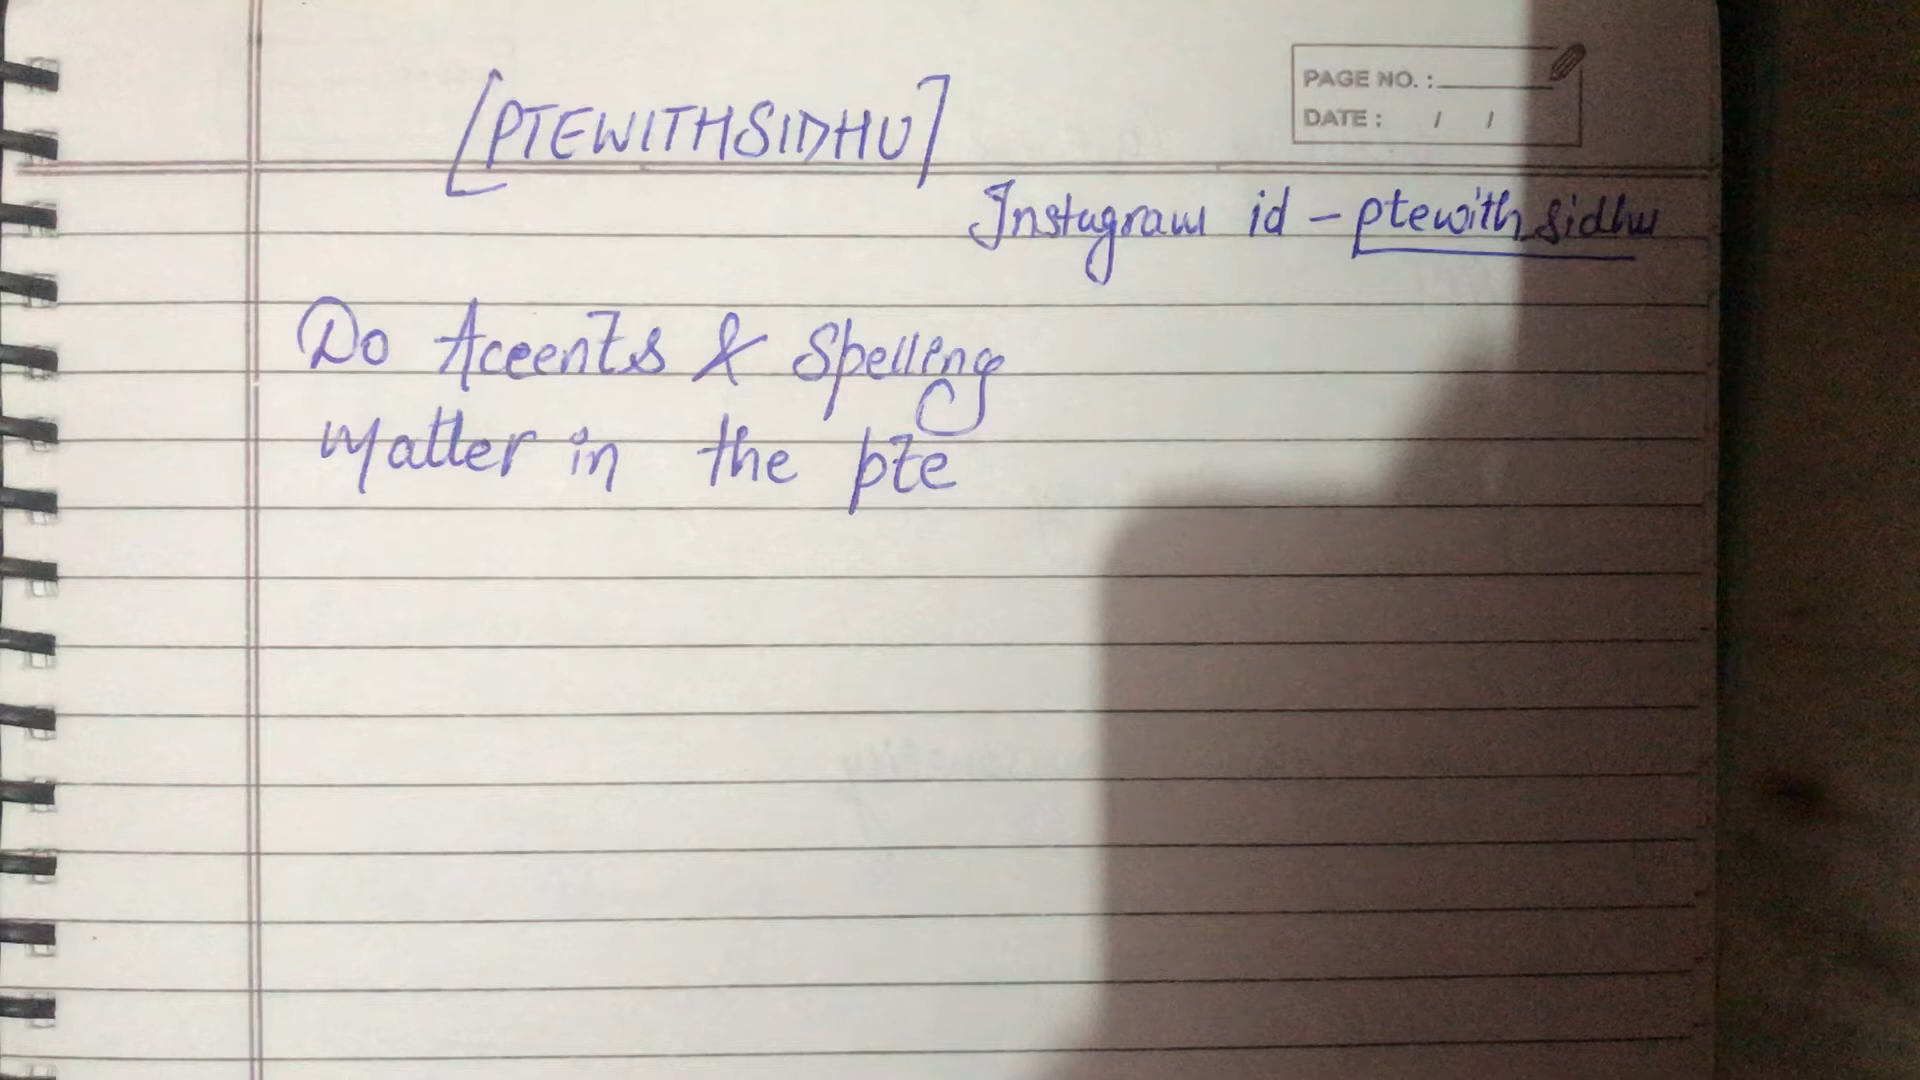 [PTEWITHSIDHU]
PAGE NO. :
DATE : / /
Instagram id - ptewith sidhu
Do Accents & Spelling
Matter in the pte